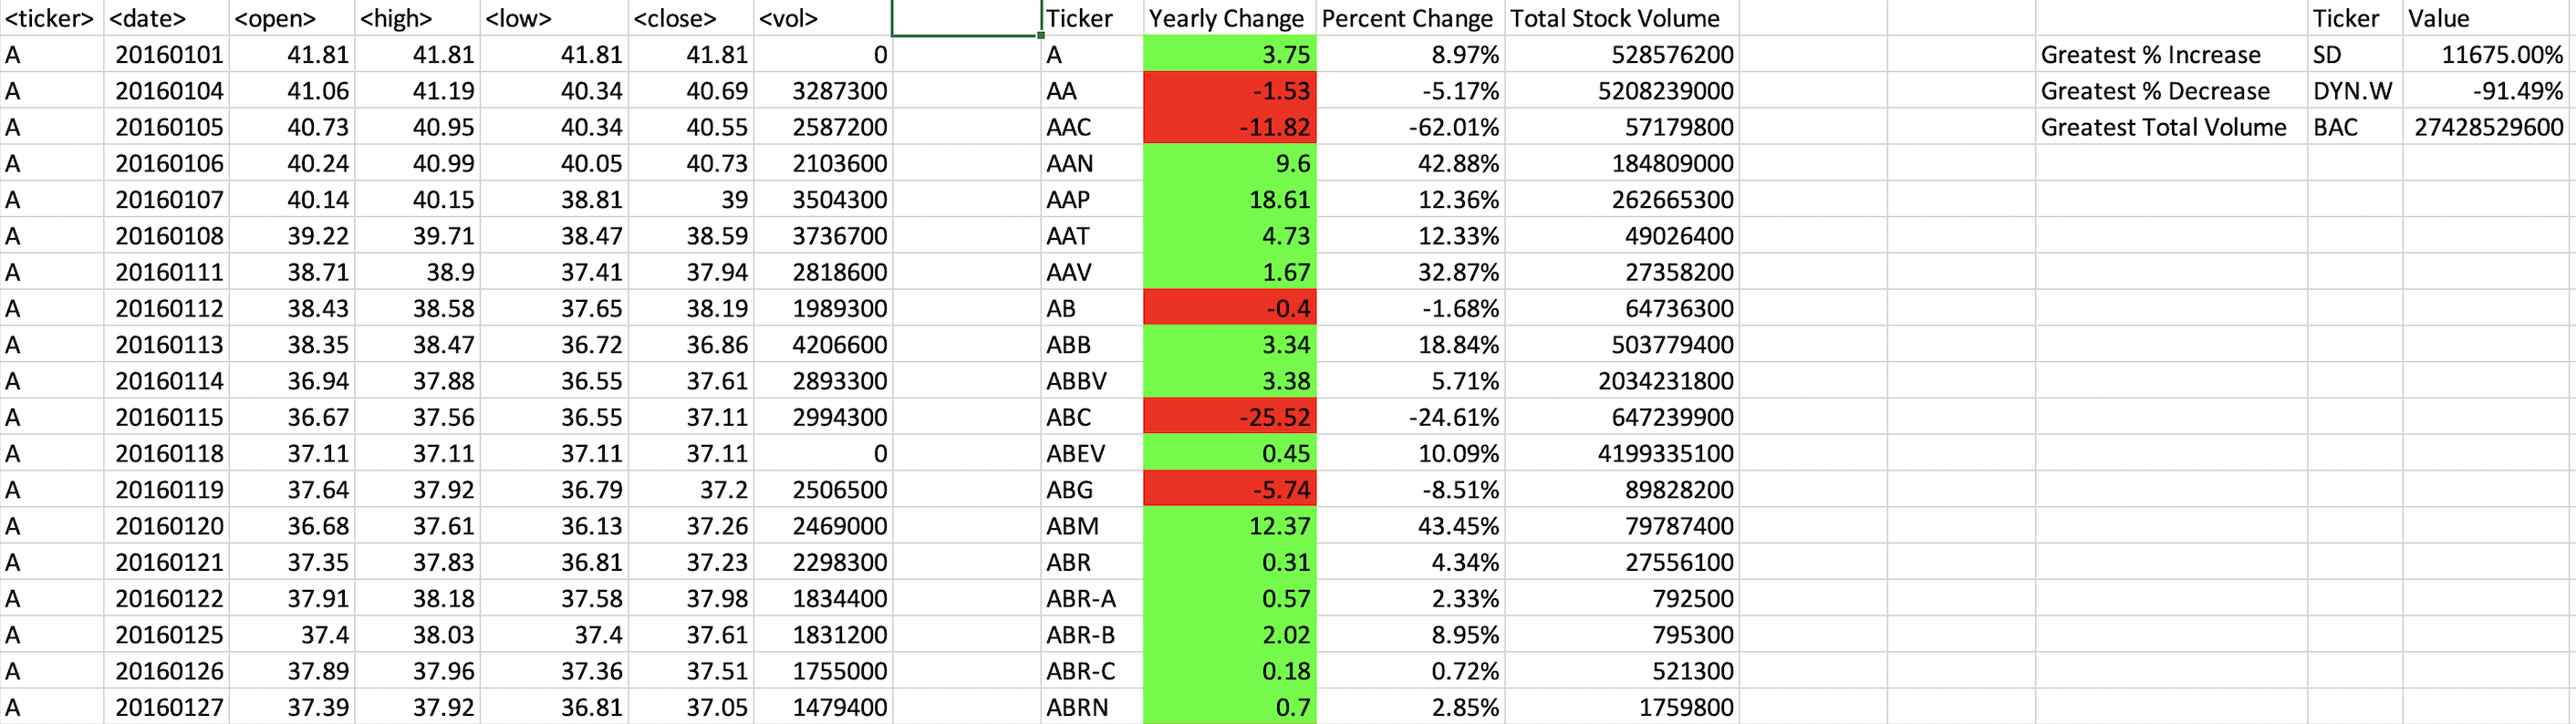 <ticker> <date> <open> <high> <low> <close> <vol> Ticker Yearly Change Percent Change Total Stock Volume Ticker Value
A 20160101 41.81 41.81 41.81 41.81 0 A 3.75 8.97% 528576200 Greatest % Increase SD 11675.00%
A 20160104 41.06 41.19 40.34 40.69 3287300 AA -1.53 -5.17% 5208239000 Greatest % Decrease DYN.W -91.49%
A 20160105 40.73 40.95 40.34 40.55 2587200 AAC -11.82 -62.01% 57179800 Greatest Total Volume BAC 27428529600
A 20160106 40.24 40.99 40.05 40.73 2103600 AAN 9.6 42.88% 184809000
A 20160107 40.14 40.15 38.81 39 3504300 AAP 18.61 12.36% 262665300
A 20160108 39.22 39.71 38.47 38.59 3736700 AAT 4.73 12.33% 49026400
A 20160111 38.71 38.9 37.41 37.94 2818600 AAV 1.67 32.87% 27358200
A 20160112 38.43 38.58 37.65 38.19 1989300 AB -0.4 -1.68% 64736300
A 20160113 38.35 38.47 36.72 36.86 4206600 ABB 3.34 18.84% 503779400
A 20160114 36.94 37.88 36.55 37.61 2893300 ABBV 3.38 5.71% 2034231800
A 20160115 36.67 37.56 36.55 37.11 2994300 ABC -25.52 -24.61% 647239900
A 20160118 37.11 37.11 37.11 37.11 0 ABEV 0.45 10.09% 4199335100
A 20160119 37.64 37.92 36.79 37.2 2506500 ABG -5.74 -8.51% 89828200
A 20160120 36.68 37.61 36.13 37.26 2469000 ABM 12.37 43.45% 79787400
A 20160121 37.35 37.83 36.81 37.23 2298300 ABR 0.31 4.34% 27556100
A 20160122 37.91 38.18 37.58 37.98 1834400 ABR-A 0.57 2.33% 792500
A 20160125 37.4 38.03 37.4 37.61 1831200 ABR-B 2.02 8.95% 795300
A 20160126 37.89 37.96 37.36 37.51 1755000 ABR-C 0.18 0.72% 521300
A 20160127 37.39 37.92 36.81 37.05 1479400 ABRN 0.7 2.85% 1759800